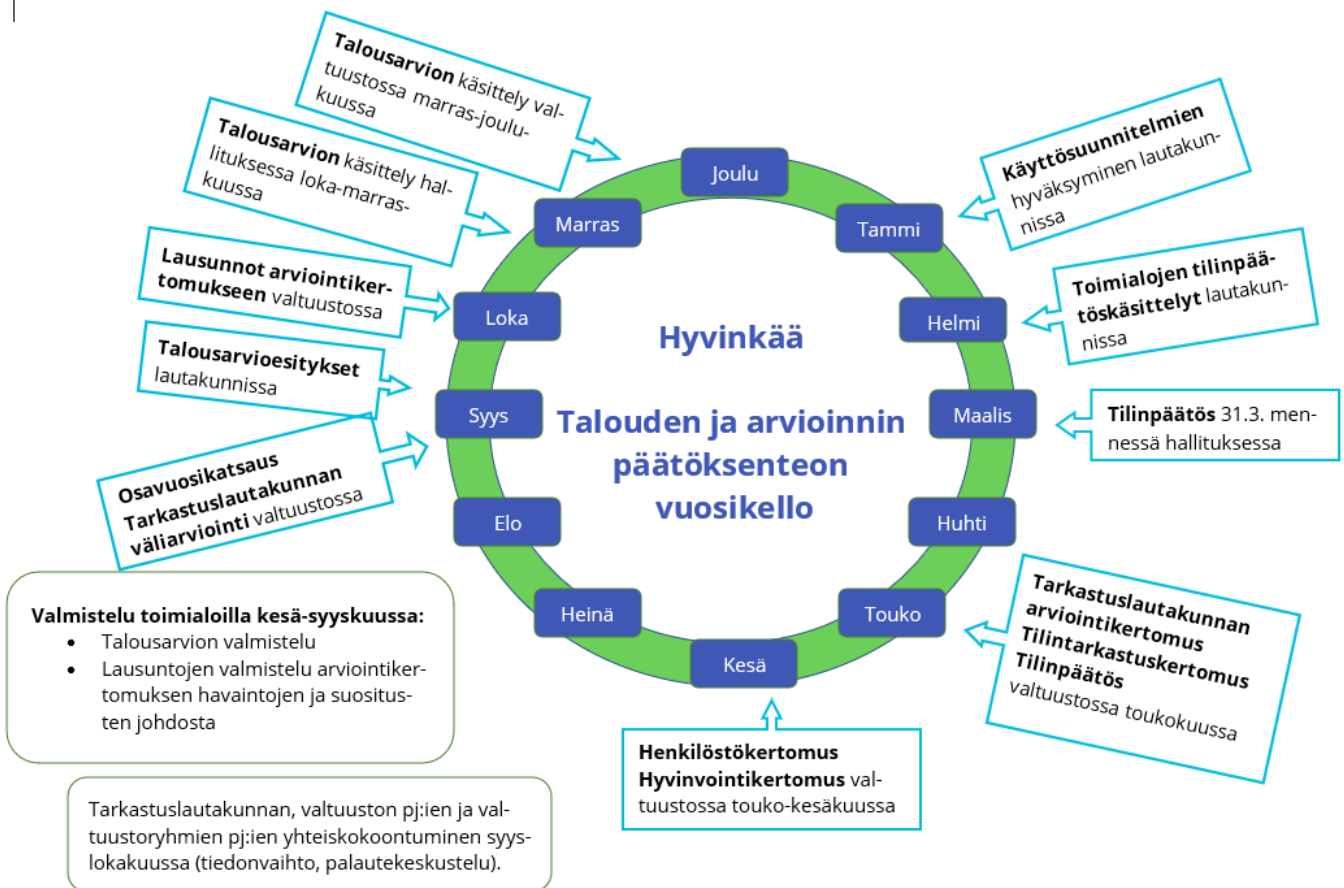 Talousarvion käsittely val-
tuustossa marras-joulu-
kuussa
Talousarvion käsittely hal-
lituksessa loka-marras-
kuussa
Lausunnot arviointiker-
tomukseen valtuustossa
Talousarvioesitykset
lautakunnissa
Osavuosikatsaus
Tarkastuslautakunnan
väliarviointi valtuustossa
Joulu
Tammi
Helmi
Maalis
Huhti
Touko
Kesä
Heinä
Elo
Syys
Loka
Marras
Hyvinkää
Talouden ja arvioinnin
päätöksenteon
vuosikello
Käyttösuunnitelmien
hyväksyminen lautakun-
nissa
Toimialojen tilinpää-
töskäsittelyt lautakun-
nissa
Tilinpäätös 31.3. men-
nessä hallituksessa
Tarkastuslautakunnan
arviointikertomus
Tilintarkastuskertomus
Tilinpäätös
valtuustossa toukokuussa
Henkilöstökertomus
Hyvinvointikertomus val-
tuustossa touko-kesäkuussa
Valmistelu toimialoilla kesä-syyskuussa:
• Talousarvion valmistelu
• Lausuntojen valmistelu arviointiker-
tomuksen havaintojen ja suositus-
ten johdosta
Tarkastuslautakunnan, valtuuston pj:ien ja val-
tuustoryhmien pj:ien yhteiskokoontuminen syys-
lokakuussa (tiedonvaihto, palautekeskustelu).